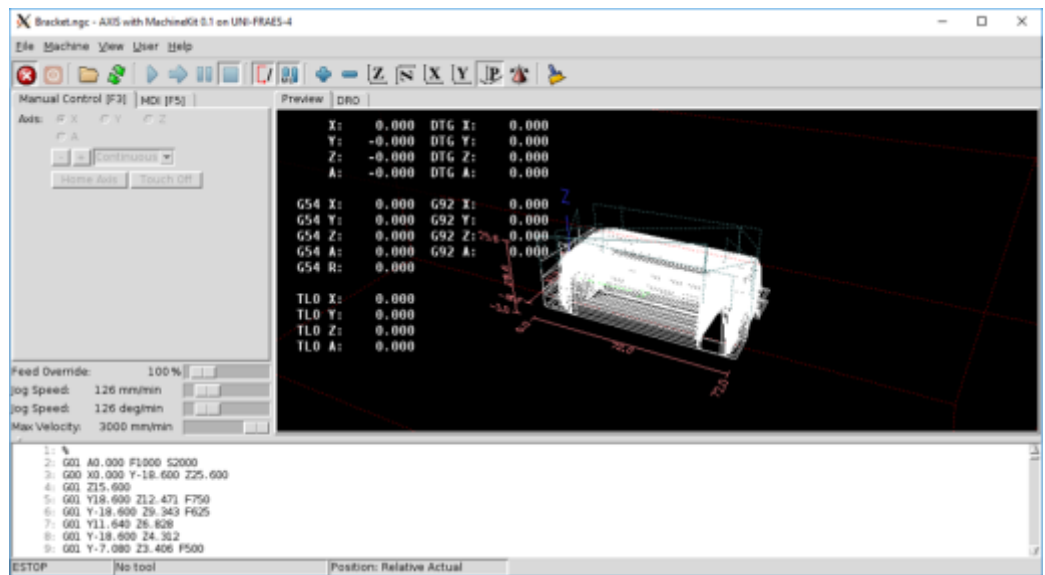 Bracket.ngc - AXIS with MachineKit 0.1 on UNI-FRAES-4
File Machine View User Help
Z N X Y P
Manual Control [F3] MDI [F5]
Preview DRO
Axis: X Y Z
A
- + Continuous
Home Axis Touch Off
X: 0.000 DTG X: 0.000
Y: -0.000 DTG Y: 0.000
Z: -0.000 DTG Z: 0.000
A: -0.000 DTG A: 0.000
G54 X: 0.000 G92 X: 0.000
G54 Y: 0.000 G92 Y: 0.000
G54 Z: 0.000 G92 Z: 0.000
G54 A: 0.000 G92 A: 0.000
G54 R: 0.000
TLO X: 0.000
TLO Y: 0.000
TLO Z: 0.000
TLO A: 0.000
Z
Feed Override: 100 %
Jog Speed: 126 mm/min
Jog Speed: 126 deg/min
Max Velocity: 3000 mm/min
1: %
2: G01 A0.000 F1000 S2000
3: G00 X0.000 Y-18.600 Z25.600
4: G01 Z15.600
5: G01 Y18.600 Z12.471 F750
6: G01 Y-18.600 Z9.343 F625
7: G01 Y11.640 Z6.828
8: G01 Y-18.600 Z4.312
9: G01 Y-7.080 Z3.406 F500
ESTOP No tool Position: Relative Actual